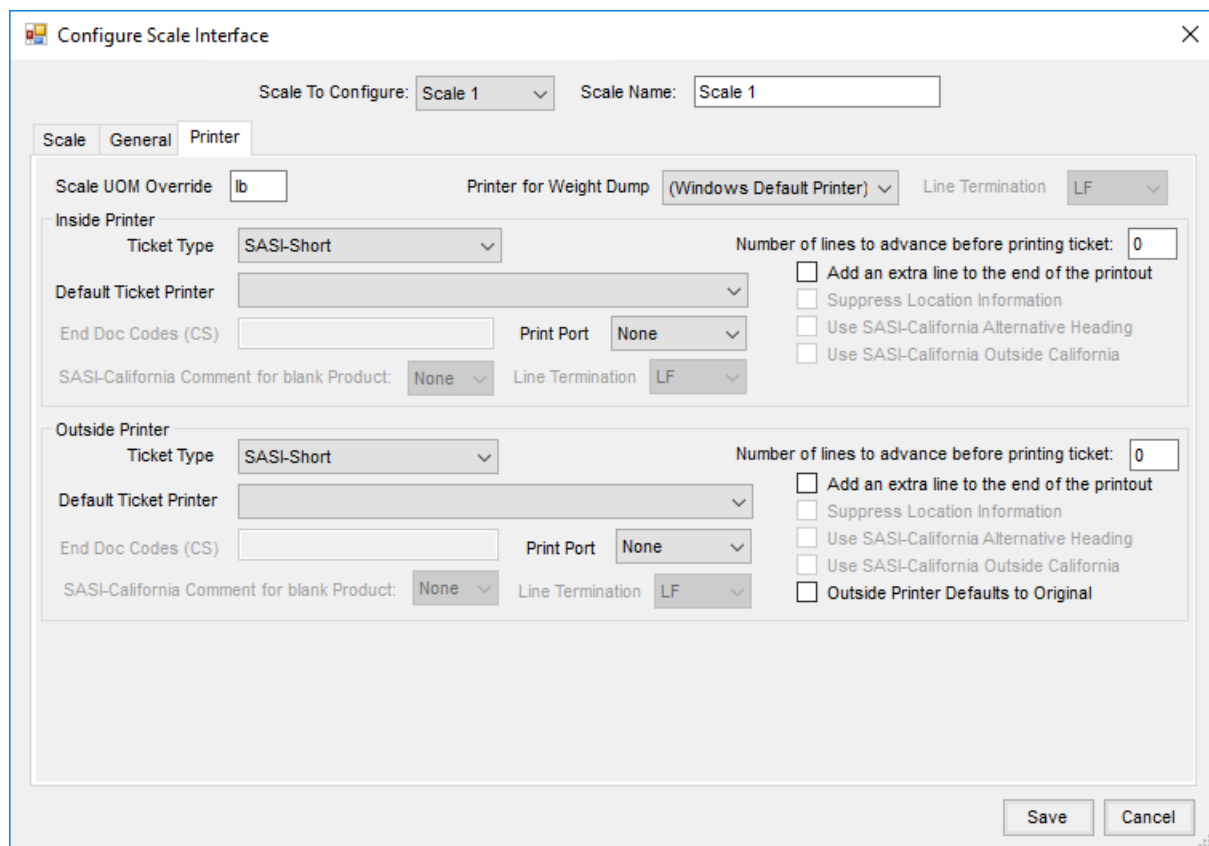 Configure Scale Interface
Scale To Configure: Scale 1 Scale Name: Scale 1
Scale General Printer
Scale UOM Override lb Printer for Weight Dump (Windows Default Printer) Line Termination LF
Inside Printer
Ticket Type SASI-Short Number of lines to advance before printing ticket: 0
Add an extra line to the end of the printout
Default Ticket Printer
Suppress Location Information
End Doc Codes (CS) Print Port None Use SASI-California Alternative Heading
Use SASI-California Outside California
SASI-California Comment for blank Product: None Line Termination LF
Outside Printer
Ticket Type SASI-Short Number of lines to advance before printing ticket: 0
Add an extra line to the end of the printout
Default Ticket Printer
Suppress Location Information
End Doc Codes (CS) Print Port None Use SASI-California Alternative Heading
Use SASI-California Outside California
SASI-California Comment for blank Product: None Line Termination LF Outside Printer Defaults to Original
Save Cancel